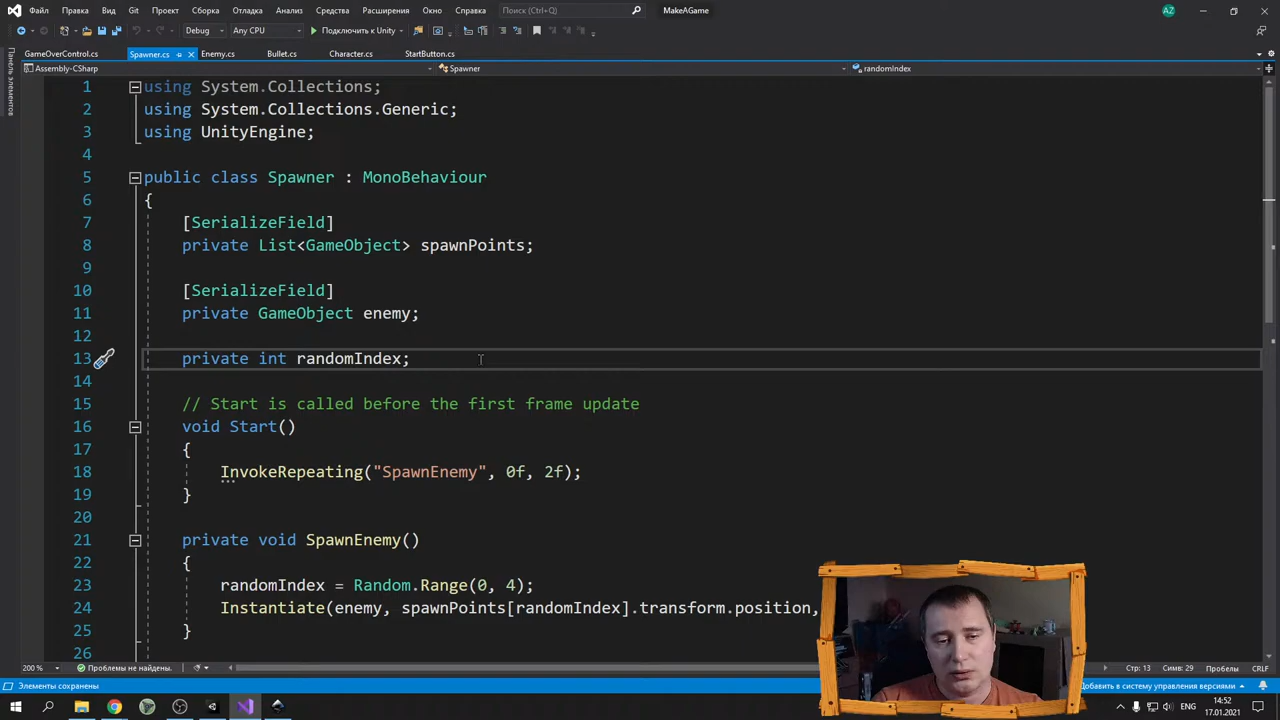 Файл Правка Вид Git Проект Сборка Отладка Анализ Средства Расширения Окно Справка Поиск (Ctrl+Q) MakeAGame AZ
Debug Any CPU Подключить к Unity
GameOverControl.cs Spawner.cs Enemy.cs Bullet.cs Character.cs StartButton.cs
Панель элементов
Assembly-CSharp Spawner randomIndex
1 using System.Collections;
2 using System.Collections.Generic;
3 using UnityEngine;
4
5 public class Spawner : MonoBehaviour
6 {
7 [SerializeField]
8 private List<GameObject> spawnPoints;
9
10 [SerializeField]
11 private GameObject enemy;
12
13 private int randomIndex;
14
15 // Start is called before the first frame update
16 void Start()
17 {
18 InvokeRepeating("SpawnEnemy", 0f, 2f);
19 }
20
21 private void SpawnEnemy()
22 {
23 randomIndex = Random.Range(0, 4);
24 Instantiate(enemy, spawnPoints[randomIndex].transform.position,
25 }
26
200 % Проблемы не найдены. Стр: 13 Симв: 29 Пробелы CRLF
Элементы сохранены Добавить в систему управления версиями
ENG 14:52
17.01.2021